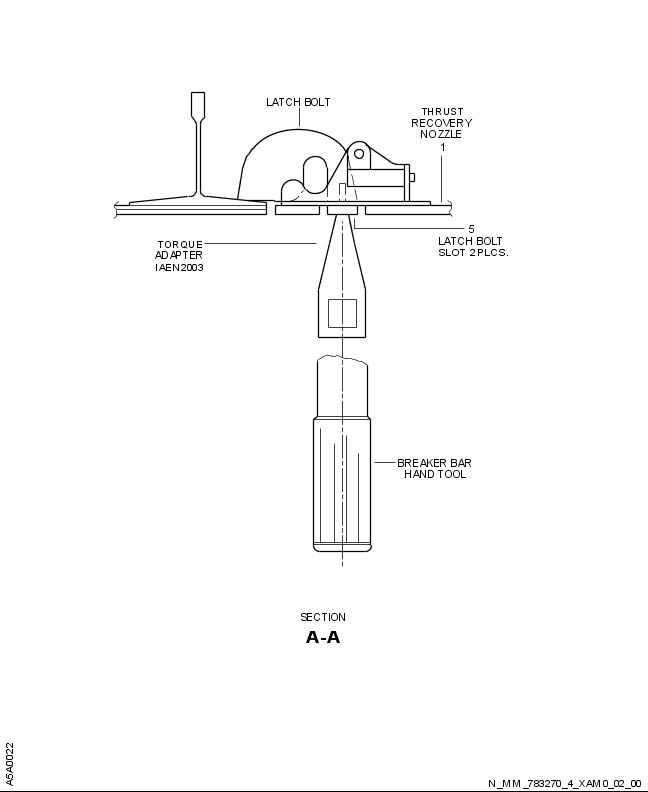 LATCH BOLT
THRUST
RECOVERY
NOZZLE
1
5
LATCH BOLT
SLOT 2 PLCS.
TORQUE
ADAPTER
IAEN2003
BREAKER BAR
HAND TOOL
SECTION
A-A
A5A0022
N_MM_783270_4_XAM0_02_00